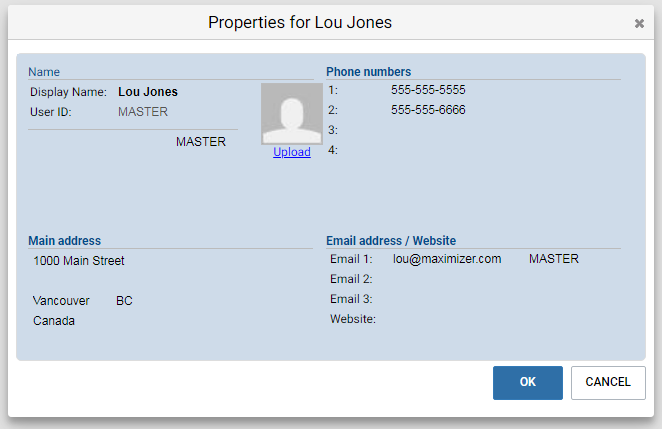 Properties for Lou Jones
Name
Display Name: Lou Jones
User ID: MASTER
MASTER
Upload
Phone numbers
1: 555-555-5555
2: 555-555-6666
3:
4:
Main address
1000 Main Street
Vancouver BC
Canada
Email address / Website
Email 1: lou@maximizer.com MASTER
Email 2:
Email 3:
Website:
OK CANCEL